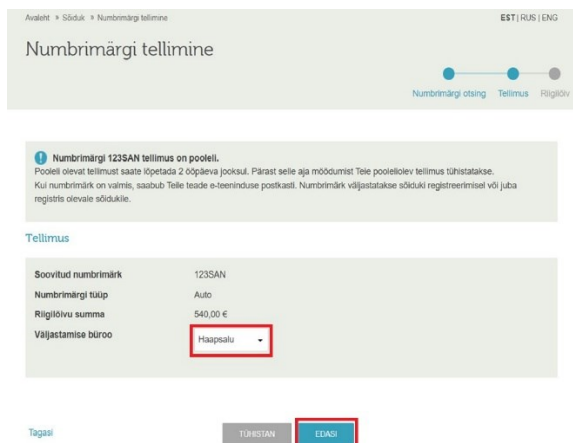 Avaleht » Sõiduk » Numbrimärgi tellimine
EST | RUS | ENG
Numbrimärgi tellimine
Numbrimärgi otsing Tellimus Riigilõiv
Numbrimärgi 123SAN tellimus on pooleli.
Pooleli olevat tellimust saate lõpetada 2 ööpäeva jooksul. Pärast selle aja möödumist Teie pooleliolev tellimus tühistatakse.
Kui numbrimärk on valmis, saabub Teile teade e-teeninduse postkasti. Numbrimärk väljastatakse sõiduki registreerimisel või juba
registris olevale sõidukile.
Tellimus
Soovitud numbrimärk 123SAN
Numbrimärgi tüüp Auto
Riigilõivu summa 540,00 €
Väljastamise büroo Haapsalu
Tagasi TÜHISTAN EDASI